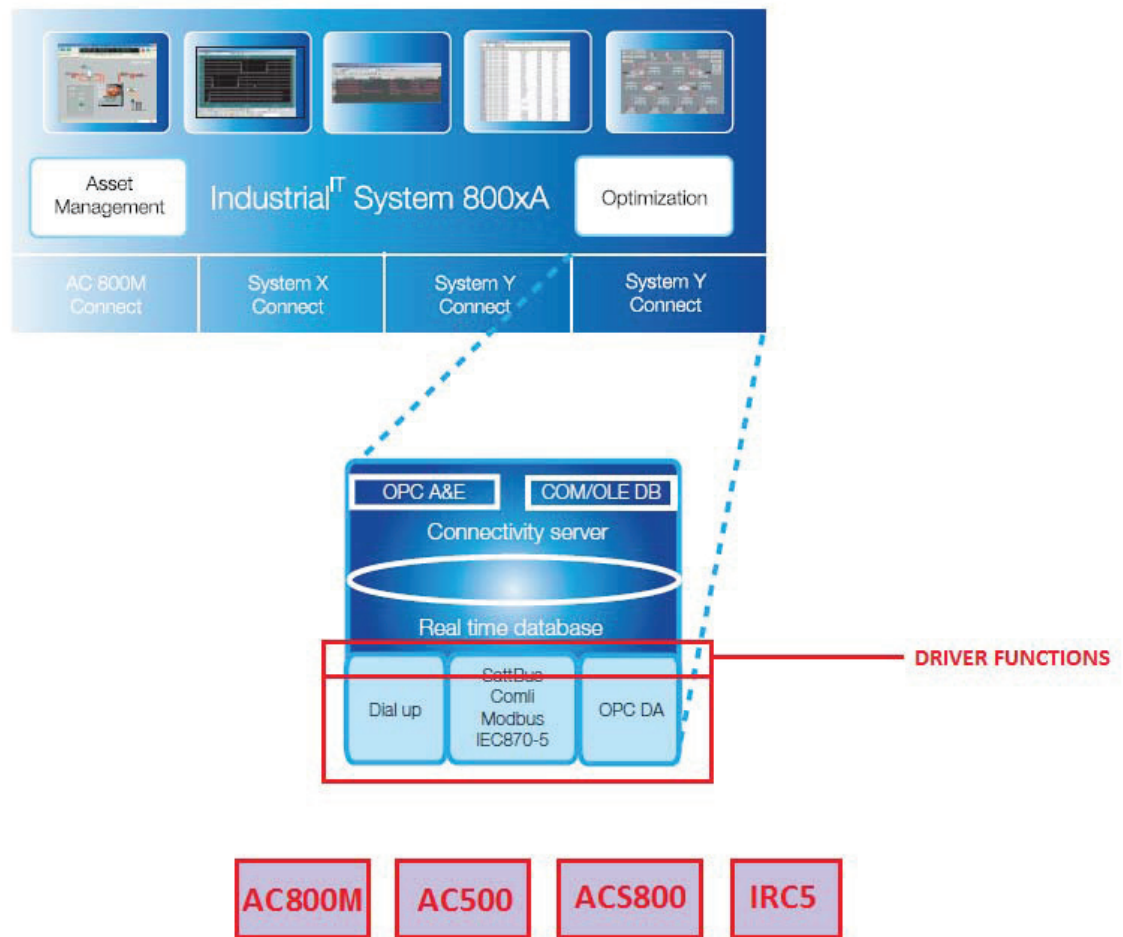 Asset
Management
Industrial^IT System 800xA
Optimization
AC 800M
Connect
System X
Connect
System Y
Connect
System Y
Connect
OPC A&E
COM/OLE DB
Connectivity server
Real time database
DRIVER FUNCTIONS
Dial up
SattBus
Comli
Modbus
IEC870-5
OPC DA
AC800M
AC500
ACS800
IRC5